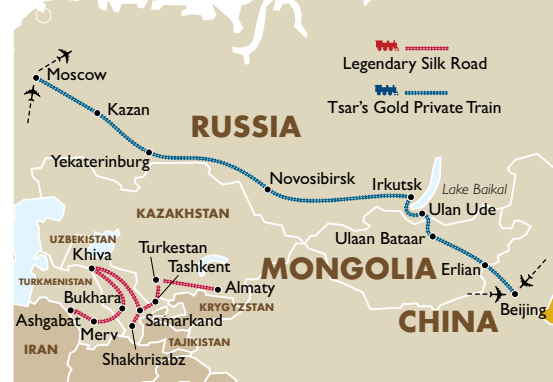 Moscow
Legendary Silk Road
Tsar's Gold Private Train
Kazan
RUSSIA
Yekaterinburg
Novosibirsk
Irkutsk
Lake Baikal
Ulan Ude
KAZAKHSTAN
UZBEKISTAN
Khiva
Turkestan
Ulaan Bataar
Tashkent
MONGOLIA
Erlian
TURKMENISTAN
Bukhara
Almaty
KRYGYZSTAN
Beijing
Ashgabat
Samarkand
CHINA
Merv
TAJIKISTAN
IRAN
Shakhrisabz